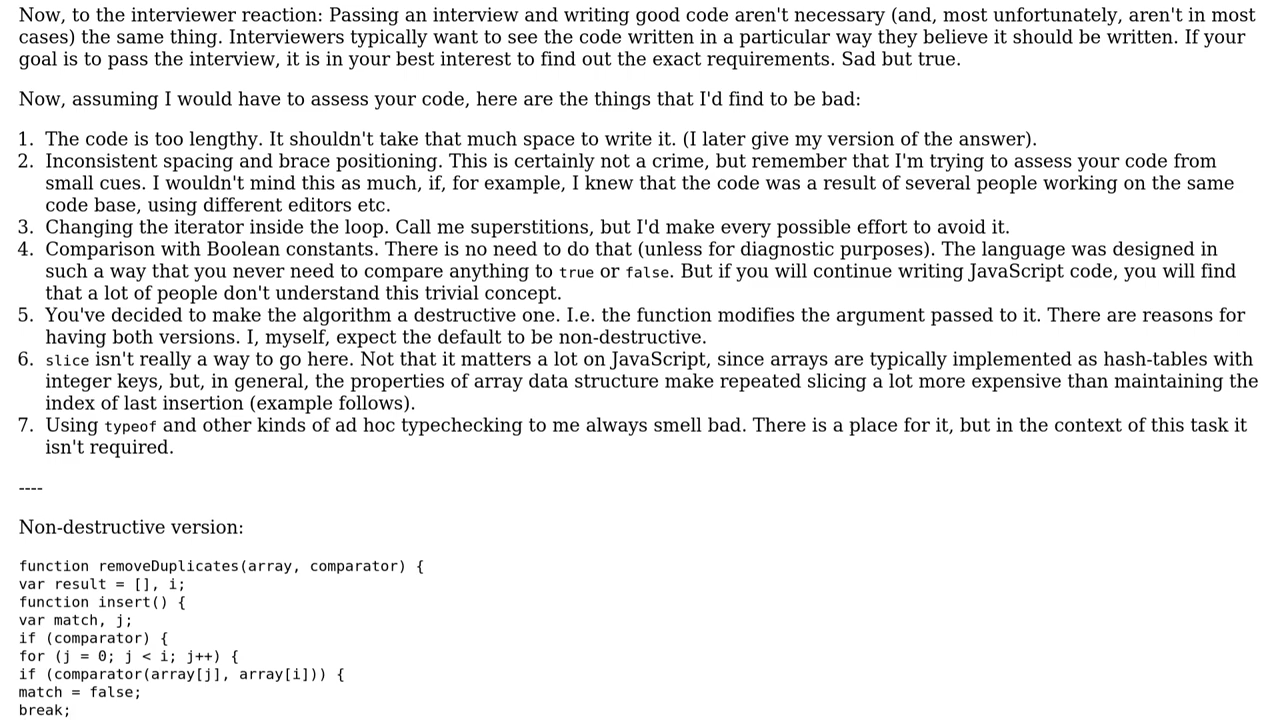 Now, to the interviewer reaction: Passing an interview and writing good code aren't necessary (and, most unfortunately, aren't in most
cases) the same thing. Interviewers typically want to see the code written in a particular way they believe it should be written. If your
goal is to pass the interview, it is in your best interest to find out the exact requirements. Sad but true.
Now, assuming I would have to assess your code, here are the things that I'd find to be bad:
1. The code is too lengthy. It shouldn't take that much space to write it. (I later give my version of the answer).
2. Inconsistent spacing and brace positioning. This is certainly not a crime, but remember that I'm trying to assess your code from
small cues. I wouldn't mind this as much, if, for example, I knew that the code was a result of several people working on the same
code base, using different editors etc.
3. Changing the iterator inside the loop. Call me superstitions, but I'd make every possible effort to avoid it.
4. Comparison with Boolean constants. There is no need to do that (unless for diagnostic purposes). The language was designed in
such a way that you never need to compare anything to true or false. But if you will continue writing JavaScript code, you will find
that a lot of people don't understand this trivial concept.
5. You've decided to make the algorithm a destructive one. I.e. the function modifies the argument passed to it. There are reasons for
having both versions. I, myself, expect the default to be non-destructive.
6. slice isn't really a way to go here. Not that it matters a lot on JavaScript, since arrays are typically implemented as hash-tables with
integer keys, but, in general, the properties of array data structure make repeated slicing a lot more expensive than maintaining the
index of last insertion (example follows).
7. Using typeof and other kinds of ad hoc typechecking to me always smell bad. There is a place for it, but in the context of this task it
isn't required.
----
Non-destructive version:
function removeDuplicates(array, comparator) {
var result = [], i;
function insert() {
var match, j;
if (comparator) {
for (j = 0; j < i; j++) {
if (comparator(array[j], array[i])) {
match = false;
break;